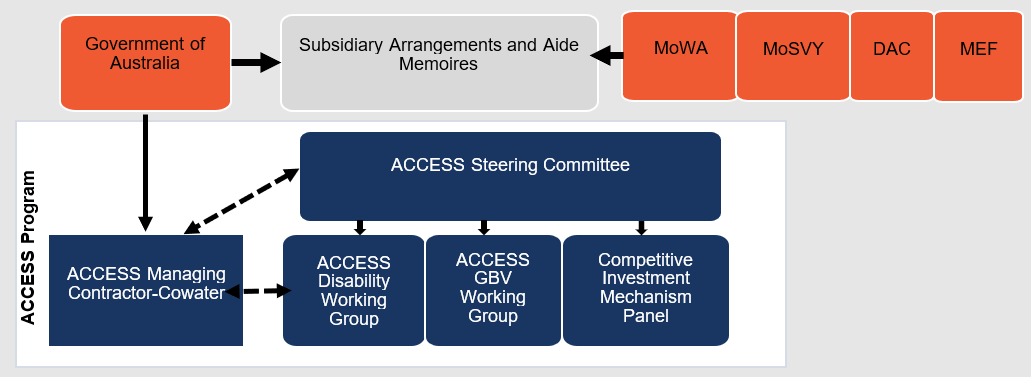 Government of
Australia
Subsidiary Arrangements and Aide
Memoires
MoWA
MoSVY
DAC
MEF
ACCESS Program
ACCESS Steering Committee
ACCESS Managing
Contractor-Cowater
ACCESS
Disability
Working
Group
ACCESS
GBV
Working
Group
Competitive
Investment
Mechanism
Panel